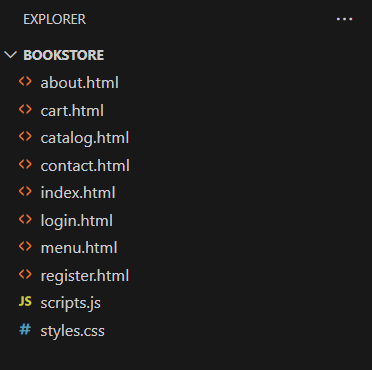 EXPLORER ...
BOOKSTORE
<> about.html
<> cart.html
<> catalog.html
<> contact.html
<> index.html
<> login.html
<> menu.html
<> register.html
JS scripts.js
# styles.css